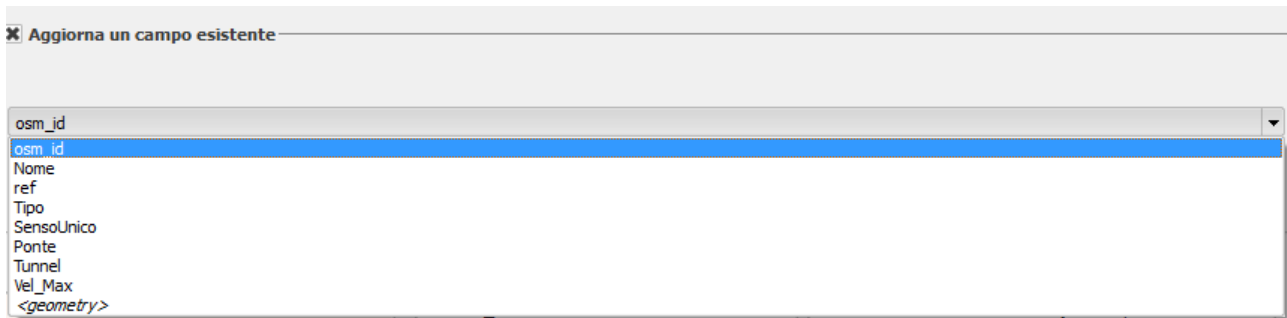 Aggiorna un campo esistente
osm_id
osm_id
Nome
ref
Tipo
SensoUnico
Ponte
Tunnel
Vel_Max
<geometry>